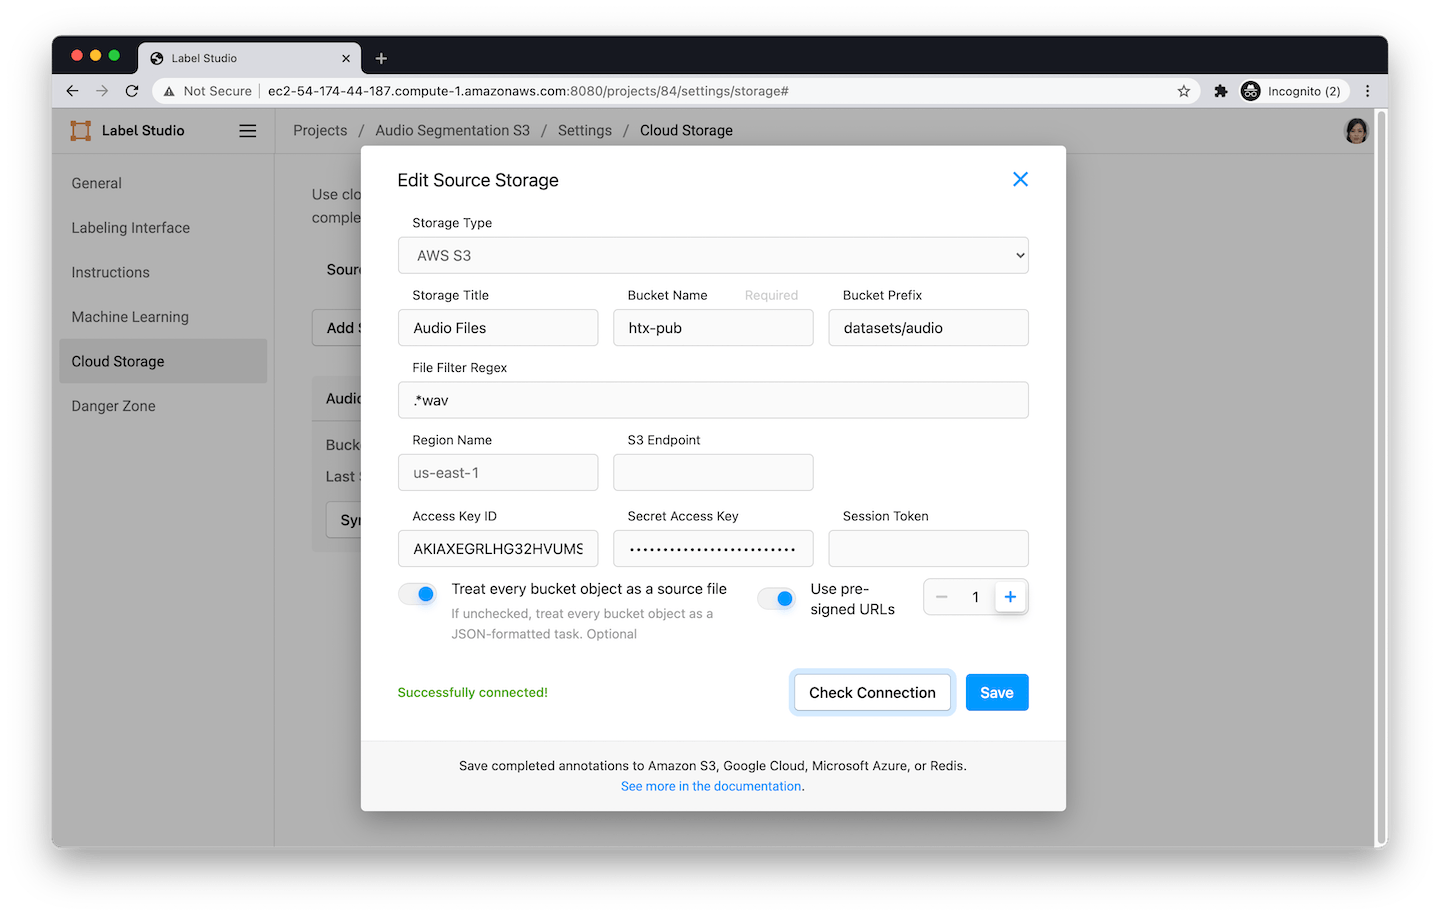 Label Studio
Not Secure
ec2-54-174-44-187.compute-1.amazonaws.com:8080/projects/84/settings/storage#
Incognito (2)
Label Studio
Projects / Audio Segmentation S3 / Settings / Cloud Storage
General
Labeling Interface
Instructions
Machine Learning
Cloud Storage
Danger Zone
Use clo
comple
Sour
Add S
Audio
Buck
Last S
Syn
Edit Source Storage
Storage Type
AWS S3
Storage Title
Bucket Name Required
Bucket Prefix
Audio Files
htx-pub
datasets/audio
File Filter Regex
.*wav
Region Name
S3 Endpoint
us-east-1
Access Key ID
Secret Access Key
Session Token
AKIAXEGRLHG32HVUMS
•••••••••••••••••••••••••
Treat every bucket object as a source file
If unchecked, treat every bucket object as a
JSON-formatted task. Optional
Use pre-
signed URLs
− 1 +
Successfully connected!
Check Connection
Save
Save completed annotations to Amazon S3, Google Cloud, Microsoft Azure, or Redis.
See more in the documentation.